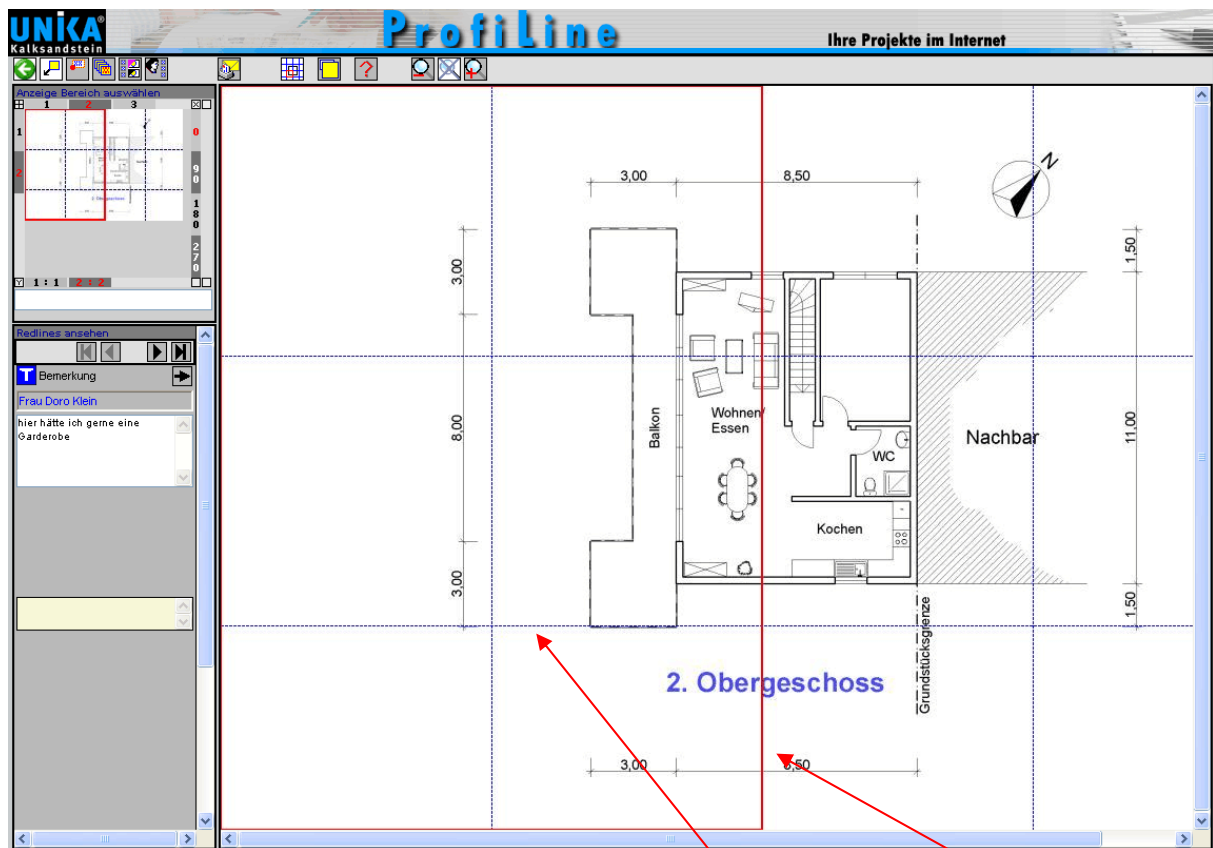 UNIKA
Kalksandstein
ProfiLine
Ihre Projekte im Internet
Anzeige Bereich auswählen
1 2 3
1
2
0
90
180
270
2. Obergeschoss
1:1 2:2
Redlines ansehen
T Bemerkung
Frau Doro Klein
hier hätte ich gerne eine
Garderobe
3,00 8,50
N
3,00
1,50
8,00
Balkon
Wohnen/
Essen
WC
Nachbar
11,00
Kochen
3,00
1,50
Grundstücksgrenze
2. Obergeschoss
3,00 8,50